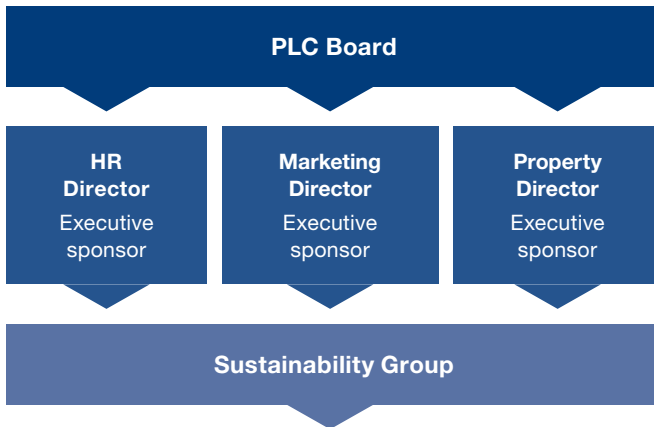 PLC Board
HR
Director
Executive
sponsor
Marketing
Director
Executive
sponsor
Property
Director
Executive
sponsor
Sustainability Group